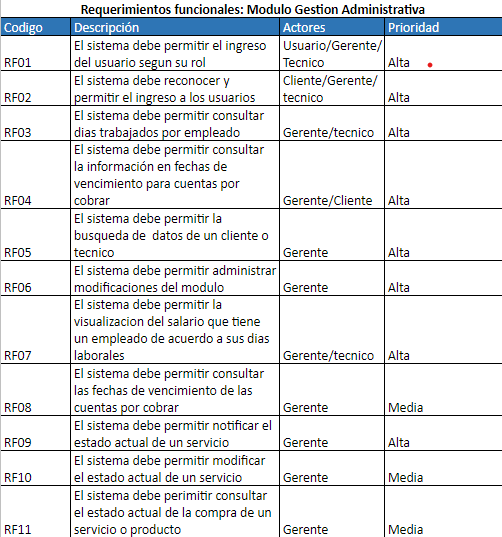 Requerimientos funcionales: Modulo Gestion Administrativa
Codigo Descripción Actores Prioridad
El sistema debe permitir el ingreso Usuario/Gerente/
RF01 del usuario segun su rol Tecnico Alta
El sistema debe reconocer y Cliente/Gerente/
RF02 permitir el ingreso a los usuarios tecnico Alta
El sistema debe permitir consultar
RF03 dias trabajados por empleado Gerente/tecnico Alta
El sistema debe permitir consultar
la información en fechas de
vencimiento para cuentas por
RF04 cobrar Gerente/Cliente Alta
El sistema debe permitir la
busqueda de datos de un cliente o
RF05 tecnico Gerente Alta
El sistema debe permitir administrar
RF06 modificaciones del modulo Gerente Alta
El sistema debe permitir la
visualizacion del salario que tiene
un empleado de acuerdo a sus dias
RF07 laborales Gerente/tecnico Alta
El sistema debe permitir consultar
las fechas de vencimiento de las
RF08 cuentas por cobrar Gerente Media
El sistema debe permitir notificar el
RF09 estado actual de un servicio Gerente Alta
El sistema debe permitir modificar
RF10 el estado actual de un servicio Gerente Media
El sistema debe perimitir consultar
el estado actual de la compra de un
RF11 servicio o producto Gerente Media